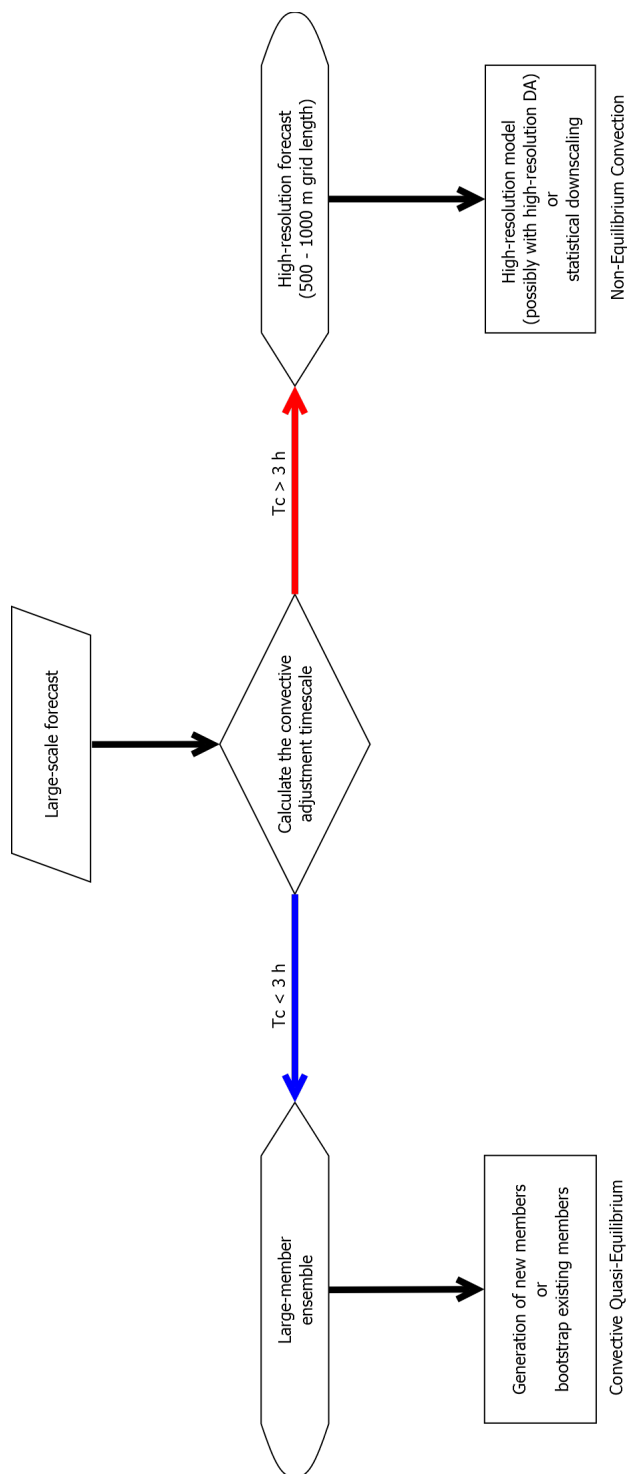 Large-scale forecast
Calculate the convective
adjustment timescale
Tc < 3 h
Tc > 3 h
Large-member
ensemble
High-resolution forecast
(500 - 1000 m grid length)
Generation of new members
or
bootstrap existing members
High-resolution model
(possibly with high-resolution DA)
or
statistical downscaling
Convective Quasi-Equilibrium
Non-Equilibrium Convection